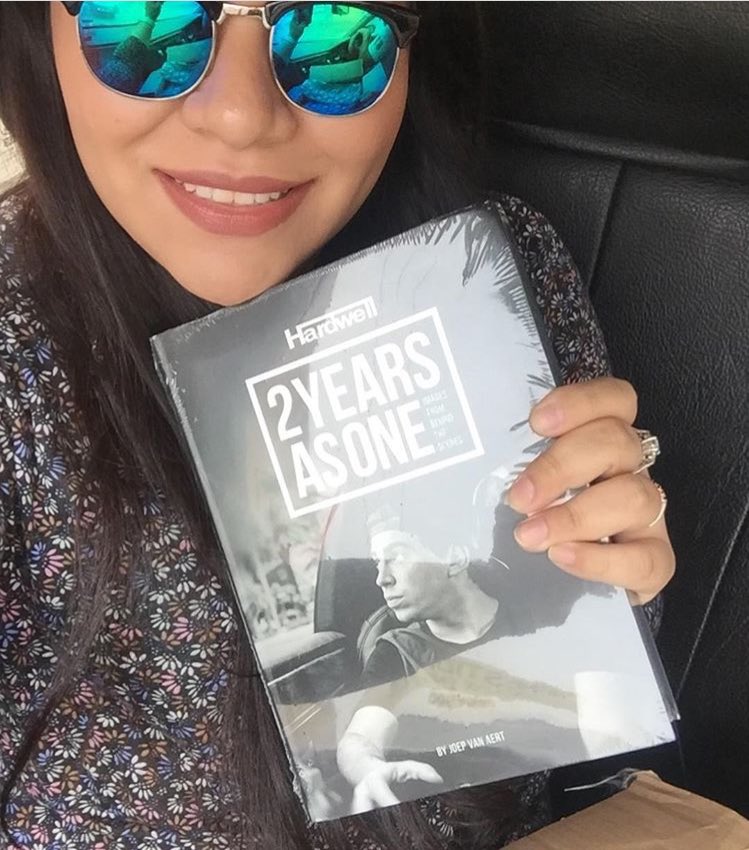 Hardwell
2YEARS
ASONE
IMAGES
FROM
BEHIND
THE
SCENES
BY JOEP VAN AERT